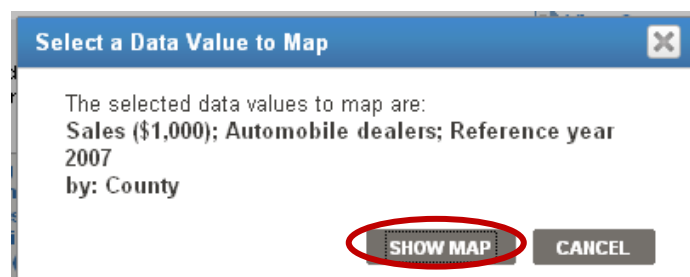 Select a Data Value to Map
The selected data values to map are:
Sales ($1,000); Automobile dealers; Reference year
2007
by: County
SHOW MAP CANCEL